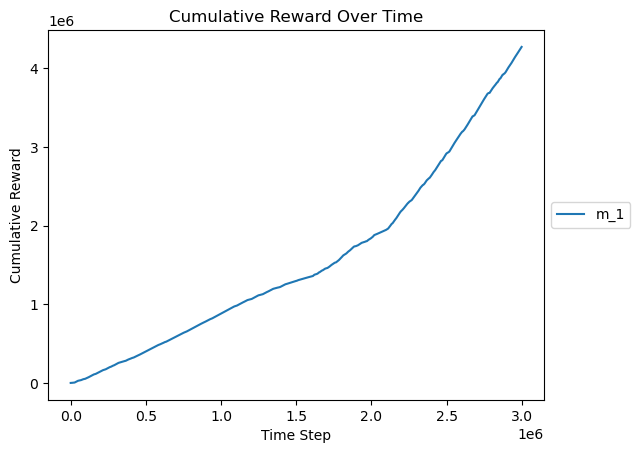 Cumulative Reward Over Time
1e6
4
3
2
1
0
Cumulative Reward
0.0 0.5 1.0 1.5 2.0 2.5 3.0
1e6
Time Step
m_1